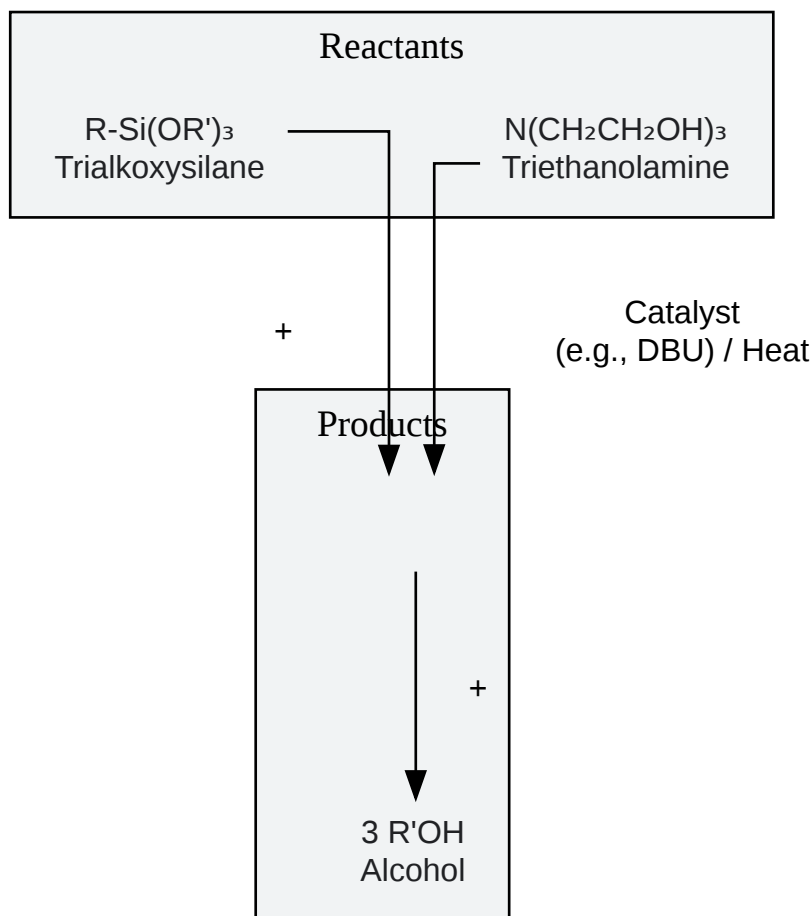 Reactants
R-Si(OR')₃
Trialkoxysilane
N(CH₂CH₂OH)₃
Triethanolamine
+
Catalyst
(e.g., DBU) / Heat
Products
+
3 R'OH
Alcohol